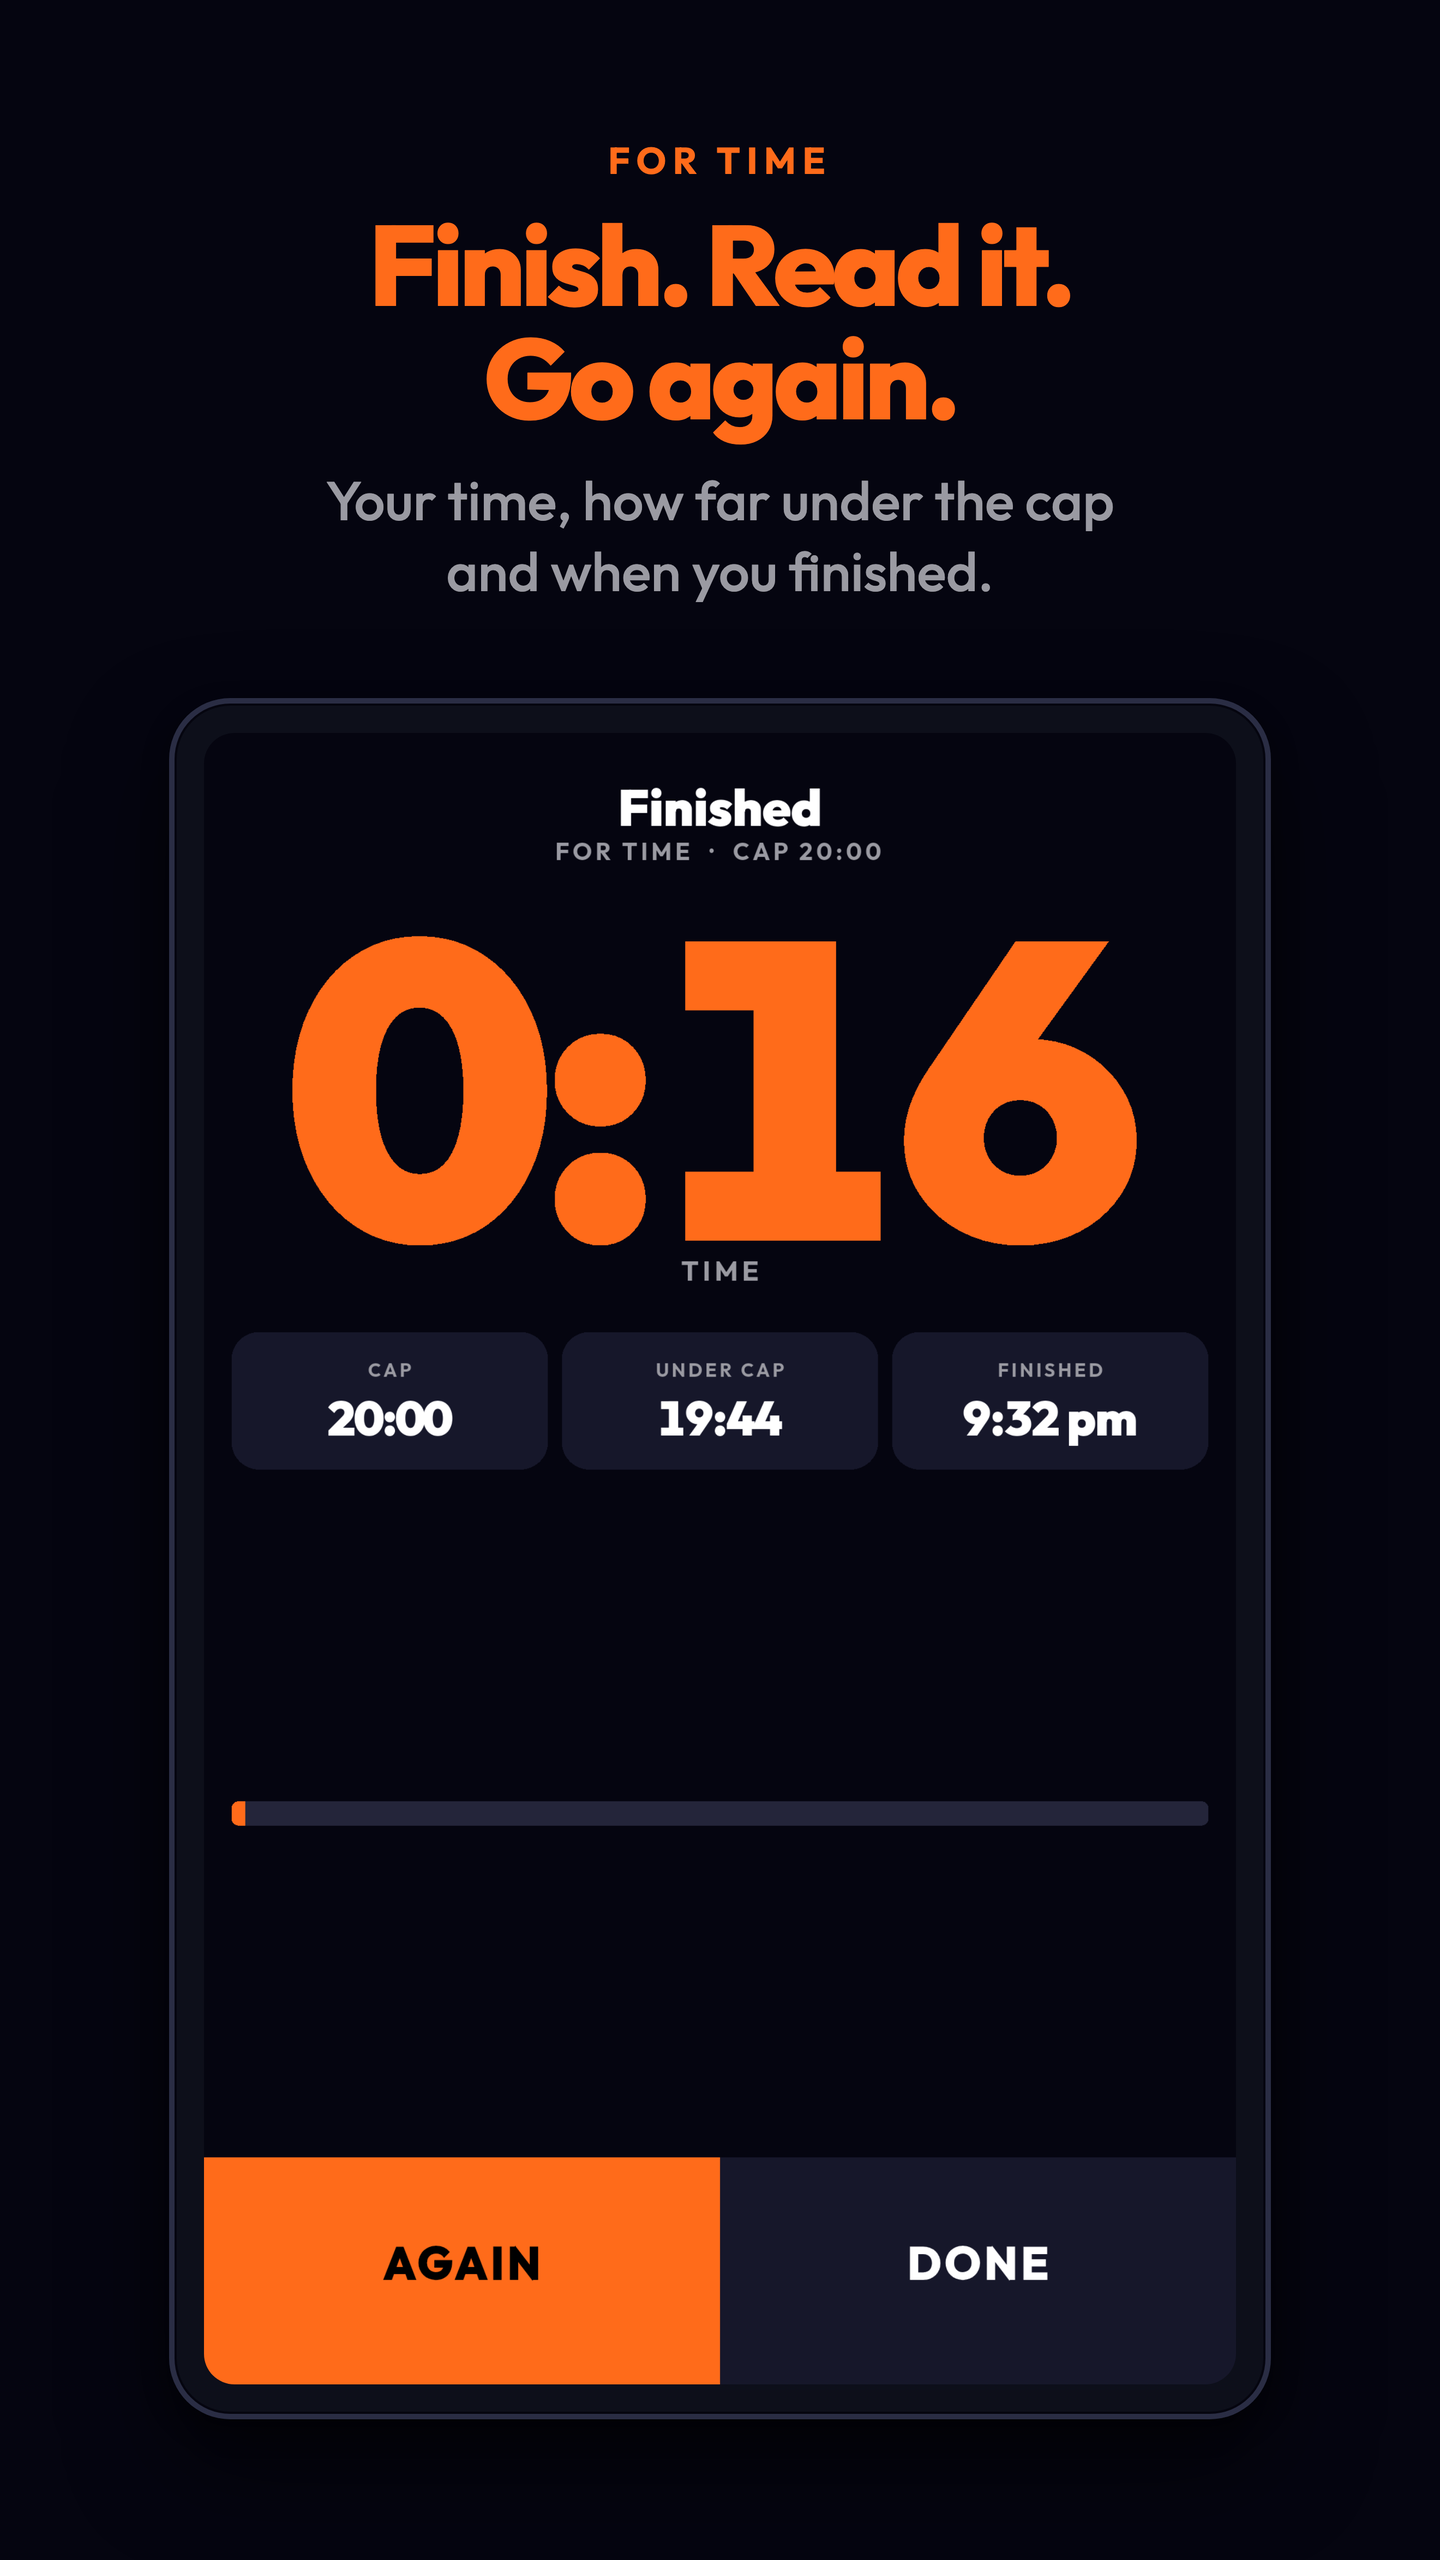 FOR TIME
Finish. Read it.
Go again.
Your time, how far under the cap
and when you finished.
Finished
FOR TIME · CAP 20:00
0:16
TIME
CAP
20:00
UNDER CAP
19:44
FINISHED
9:32 pm
AGAIN
DONE